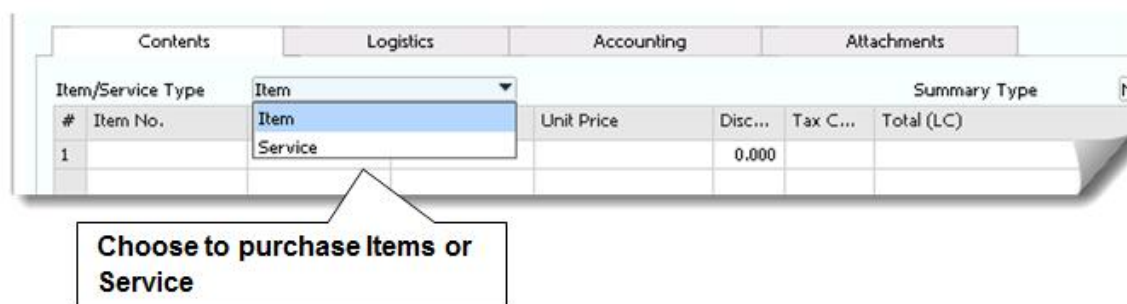 Contents Logistics Accounting Attachments
Item/Service Type Item Summary Type
# Item No. Unit Price Disc... Tax C... Total (LC)
Item
Service
1 0.000
Choose to purchase Items or
Service